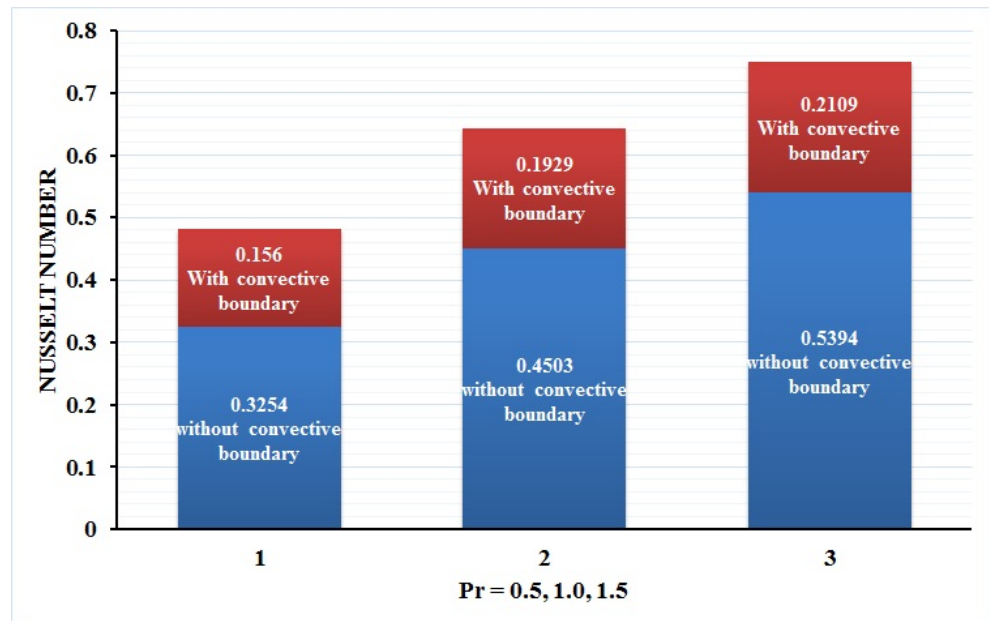 0.8
0.7
0.6
0.5
0.4
0.3
0.2
0.1
0
NUSSELT NUMBER
0.156
With convective
boundary
0.3254
without convective
boundary
0.1929
With convective
boundary
0.4503
without convective
boundary
0.2109
With convective
boundary
0.5394
without convective
boundary
1
2
3
Pr = 0.5, 1.0, 1.5